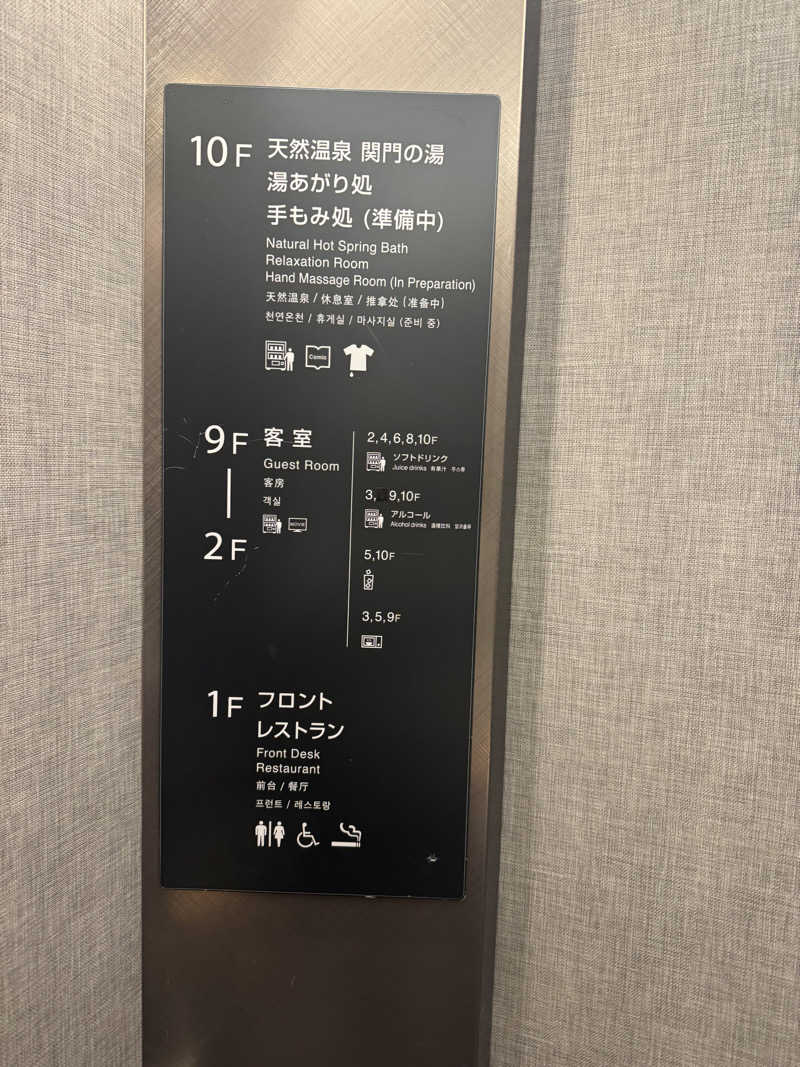 10F 天然温泉 関門の湯
湯あがり処
手もみ処 (準備中)
Natural Hot Spring Bath
Relaxation Room
Hand Massage Room (In Preparation)
天然温泉 / 休息室 / 推拿处 (准备中)
천연온천 / 휴게실 / 마사지실 (준비 중)
Comic
9F 客室
Guest Room
客房
객실
MOVIE
2F
2,4,6,8,10F
ソフトドリンク
Juice drinks
3, 9,10F
アルコール
Alcohol drinks
5,10F
3,5,9F
1F フロント
レストラン
Front Desk
Restaurant
前台 / 餐厅
프런트 / 레스토랑